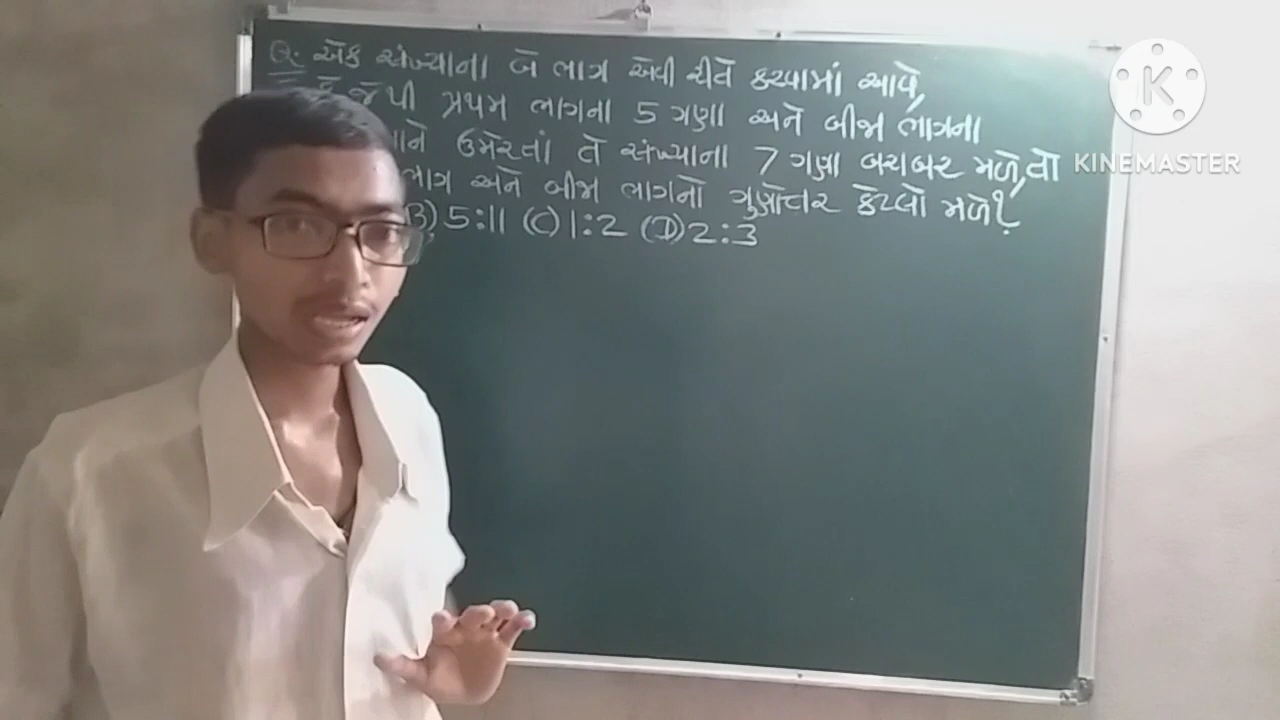 Q. એક સંખ્યાના બે ભાગ એવી રીતે કરવામાં આવે,
કે જેથી પ્રથમ ભાગના 5 ગણા અને બીજા ભાગના
ઉમેરતાં તે સંખ્યાના 7 ગણા બરાબર મળે, તો
ભાગ અને બીજા ભાગનો ગુણોત્તર કેટલો મળે?
(B) 5:11 (C) 1:2 (D) 2:3
K
KINEMASTER